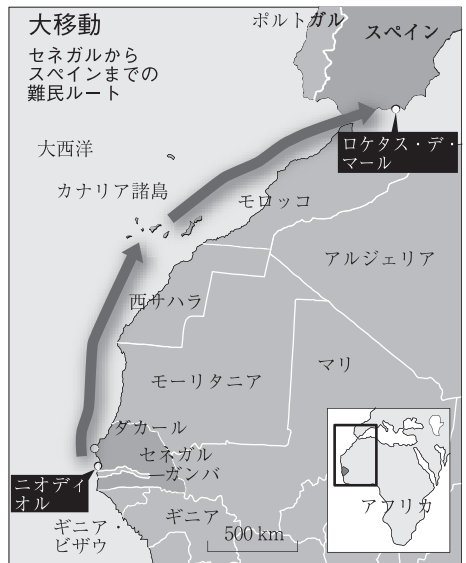 大移動
セネガルから
スペインまでの
難民ルート
ポルトガル
スペイン
ロケタス・デ・
マール
大西洋
カナリア諸島
モロッコ
アルジェリア
西サハラ
モーリタニア
マリ
ダカール
セネガル
ガンバ
ニオディ
オル
ギニア・
ビザウ
ギニア
500 km
アフリカ